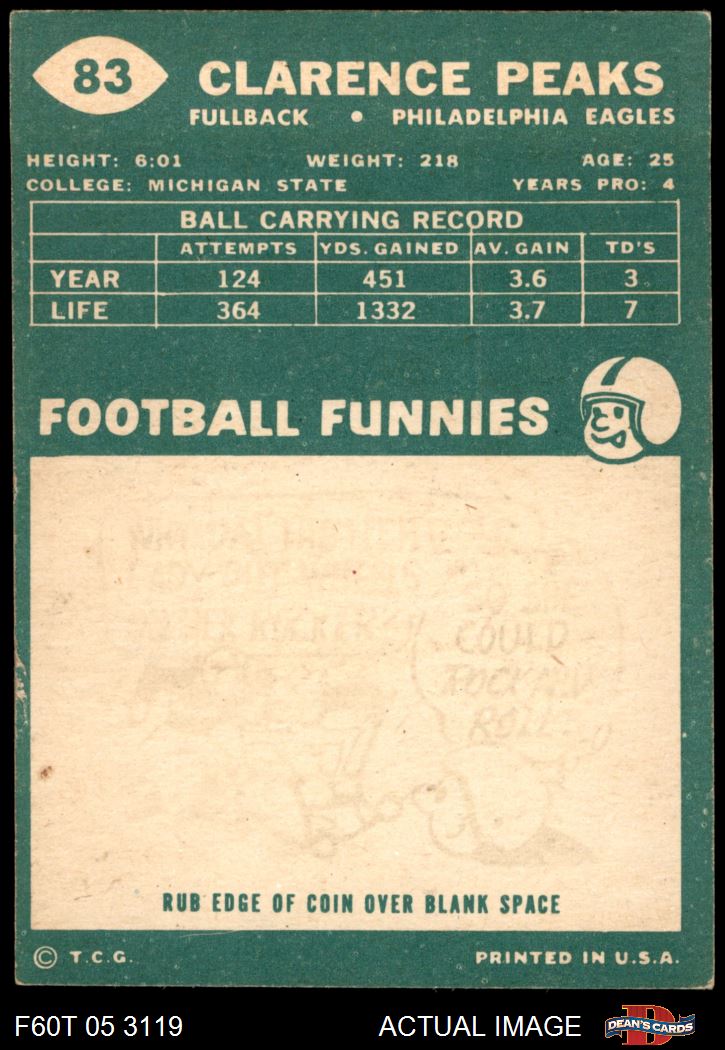 83 CLARENCE PEAKS
FULLBACK • PHILADELPHIA EAGLES
HEIGHT: 6:01 WEIGHT: 218 AGE: 25
COLLEGE: MICHIGAN STATE YEARS PRO: 4
BALL CARRYING RECORD
ATTEMPTS YDS. GAINED AV. GAIN TD'S
YEAR 124 451 3.6 3
LIFE 364 1332 3.7 7
FOOTBALL FUNNIES
COULD
ROLL
RUB EDGE OF COIN OVER BLANK SPACE
© T.C.G. PRINTED IN U.S.A.
F60T 05 3119 ACTUAL IMAGE DEAN'S CARDS